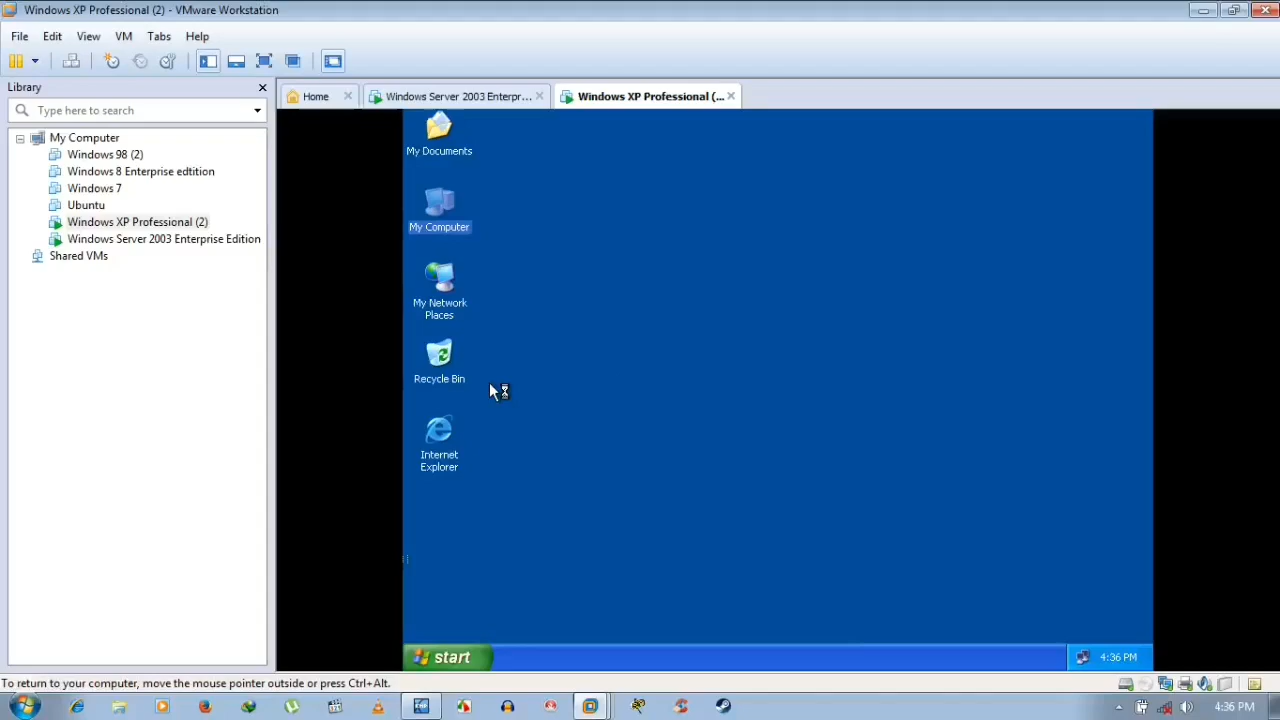 Windows XP Professional (2) - VMware Workstation
File Edit View VM Tabs Help
Library
Type here to search
My Computer
Windows 98 (2)
Windows 8 Enterprise edtition
Windows 7
Ubuntu
Windows XP Professional (2)
Windows Server 2003 Enterprise Edition
Shared VMs
Home
Windows Server 2003 Enterpr...
Windows XP Professional (...
My Documents
My Computer
My Network
Places
Recycle Bin
Internet
Explorer
start
4:36 PM
To return to your computer, move the mouse pointer outside or press Ctrl+Alt.
4:36 PM